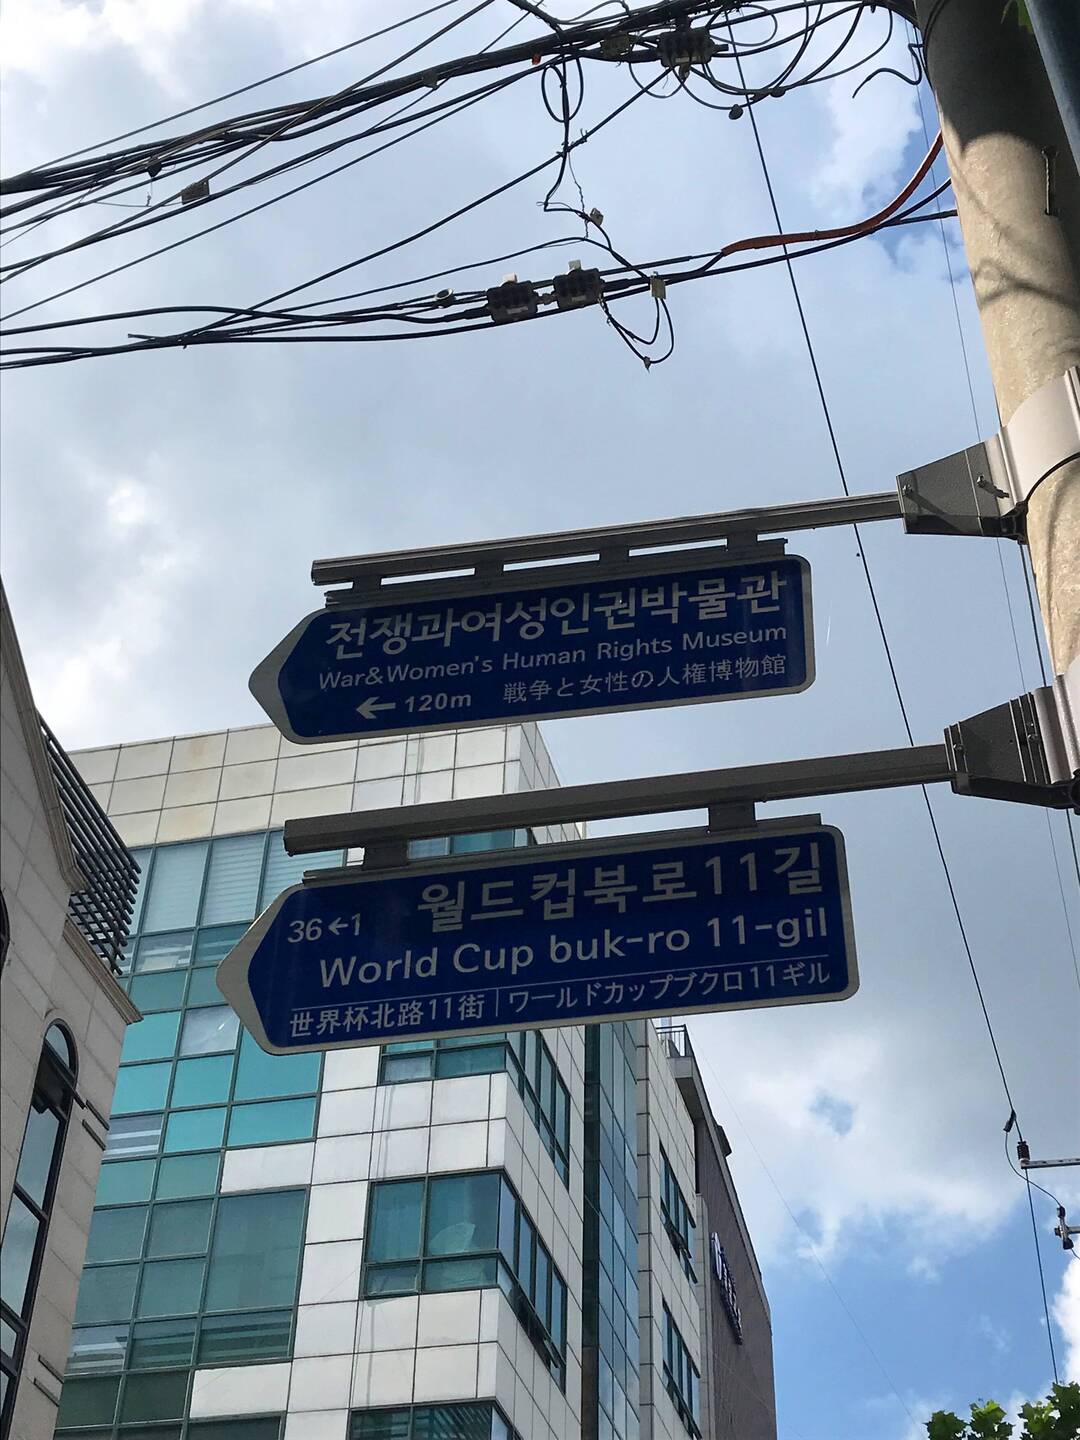 전쟁과여성인권박물관
War&Women's Human Rights Museum
← 120m 戦争と女性の人権博物館
36←1 월드컵북로11길
World Cup buk-ro 11-gil
世界杯北路11街 | ワールドカップブクロ11ギル